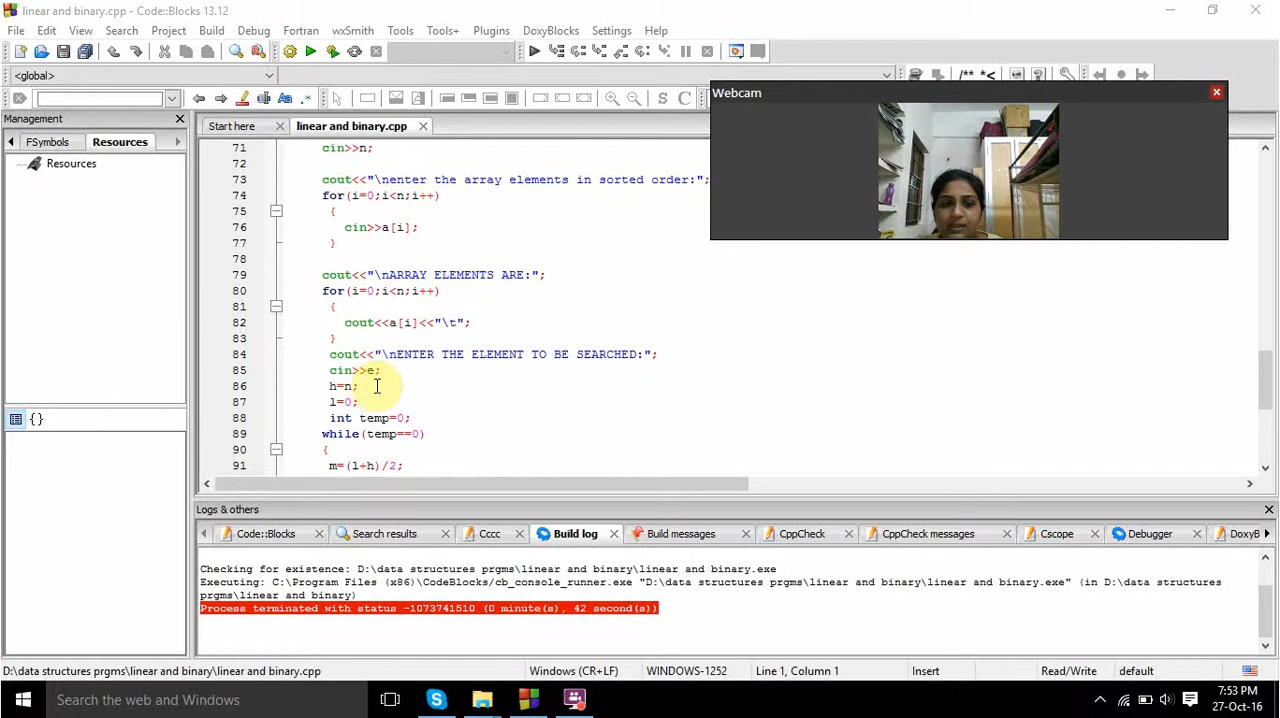 linear and binary.cpp - Code::Blocks 13.12
File Edit View Search Project Build Debug Fortran wxSmith Tools Tools+ Plugins DoxyBlocks Settings Help
<global>
/** *<
S C
Webcam
Management
FSymbols Resources
Resources
Start here linear and binary.cpp
71 cin>>n;
72
73 cout<<"\nenter the array elements in sorted order:";
74 for(i=0;i<n;i++)
75 {
76 cin>>a[i];
77 }
78
79 cout<<"\nARRAY ELEMENTS ARE:";
80 for(i=0;i<n;i++)
81 {
82 cout<<a[i]<<"\t";
83 }
84 cout<<"\nENTER THE ELEMENT TO BE SEARCHED:";
85 cin>>e;
86 h=n;
87 l=0;
88 int temp=0;
89 while(temp==0)
90 {
91 m=(l+h)/2;
{}
Logs & others
Code::Blocks Search results Cccc Build log Build messages CppCheck CppCheck messages Cscope Debugger DoxyB
Checking for existence: D:\data structures prgms\linear and binary\linear and binary.exe
Executing: C:\Program Files (x86)\CodeBlocks/cb_console_runner.exe "D:\data structures prgms\linear and binary\linear and binary.exe" (in D:\data structures
prgms\linear and binary)
Process terminated with status -1073741510 (0 minute(s), 42 second(s))
D:\data structures prgms\linear and binary\linear and binary.cpp Windows (CR+LF) WINDOWS-1252 Line 1, Column 1 Insert Read/Write default
Search the web and Windows
7:53 PM
27-Oct-16